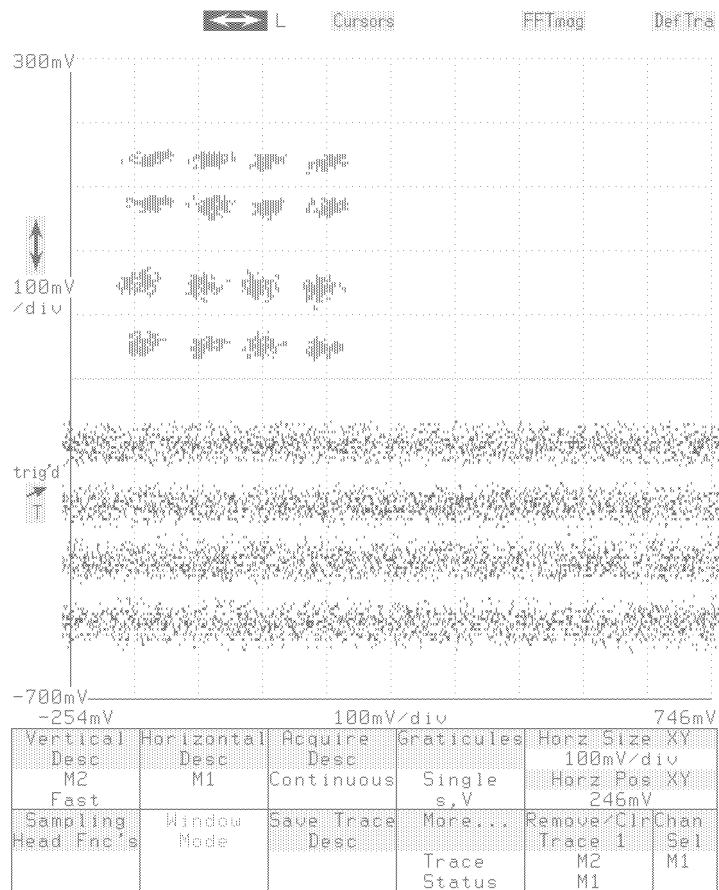 L Cursors FFTmag DefTra
300mV
100mV
/div
trig'd
T
-700mV
-254mV 100mV/div 746mV
Vertical Horizontal Acquire Graticules Horz Size XY
Desc Desc Desc 100mV/div
M2 M1 Continuous Single Horz Pos XY
Fast s,V 246mV
Sampling Window Save Trace More... Remove/Clr Chan
Head Fnc's Mode Desc Trace 1 Sel
Trace M2 M1
Status M1